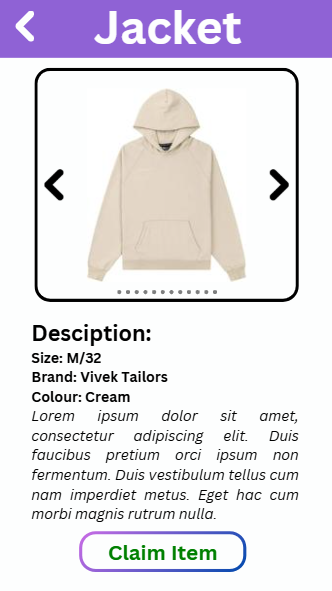 Jacket
Desciption:
Size: M/32
Brand: Vivek Tailors
Colour: Cream
Lorem ipsum dolor sit amet,
consectetur adipiscing elit. Duis
faucibus pretium orci ipsum non
fermentum. Duis vestibulum tellus cum
nam imperdiet metus. Eget hac cum
morbi magnis rutrum nulla.
Claim Item